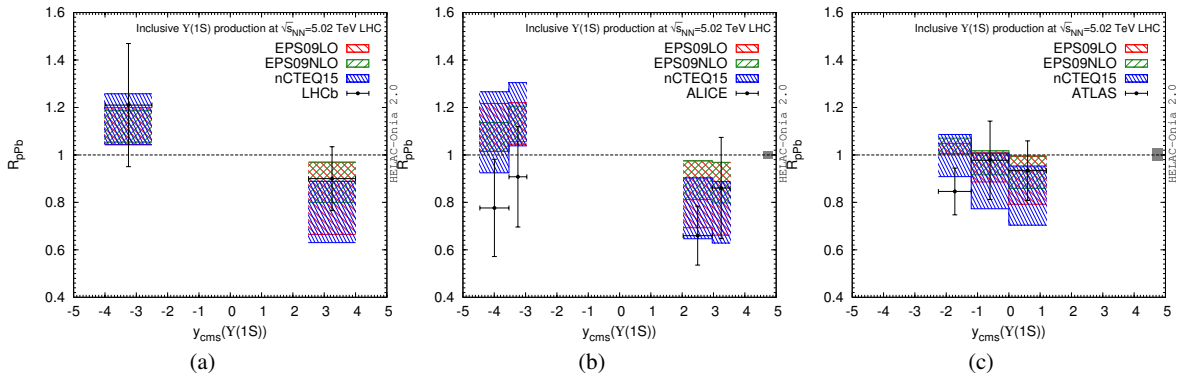 Inclusive ϒ(1S) production at √sNN=5.02 TeV LHC
EPS09LO
EPS09NLO
nCTEQ15
LHCb
RpPb
1.6
1.4
1.2
1
0.8
0.6
0.4
-5 -4 -3 -2 -1 0 1 2 3 4 5
ycms(ϒ(1S))
HELAC-Onia 2.0
(a)
Inclusive ϒ(1S) production at √sNN=5.02 TeV LHC
EPS09LO
EPS09NLO
nCTEQ15
ALICE
RpPb
1.6
1.4
1.2
1
0.8
0.6
0.4
-5 -4 -3 -2 -1 0 1 2 3 4 5
ycms(ϒ(1S))
HELAC-Onia 2.0
(b)
Inclusive ϒ(1S) production at √sNN=5.02 TeV LHC
EPS09LO
EPS09NLO
nCTEQ15
ATLAS
RpPb
1.6
1.4
1.2
1
0.8
0.6
0.4
-5 -4 -3 -2 -1 0 1 2 3 4 5
ycms(ϒ(1S))
HELAC-Onia 2.0
(c)